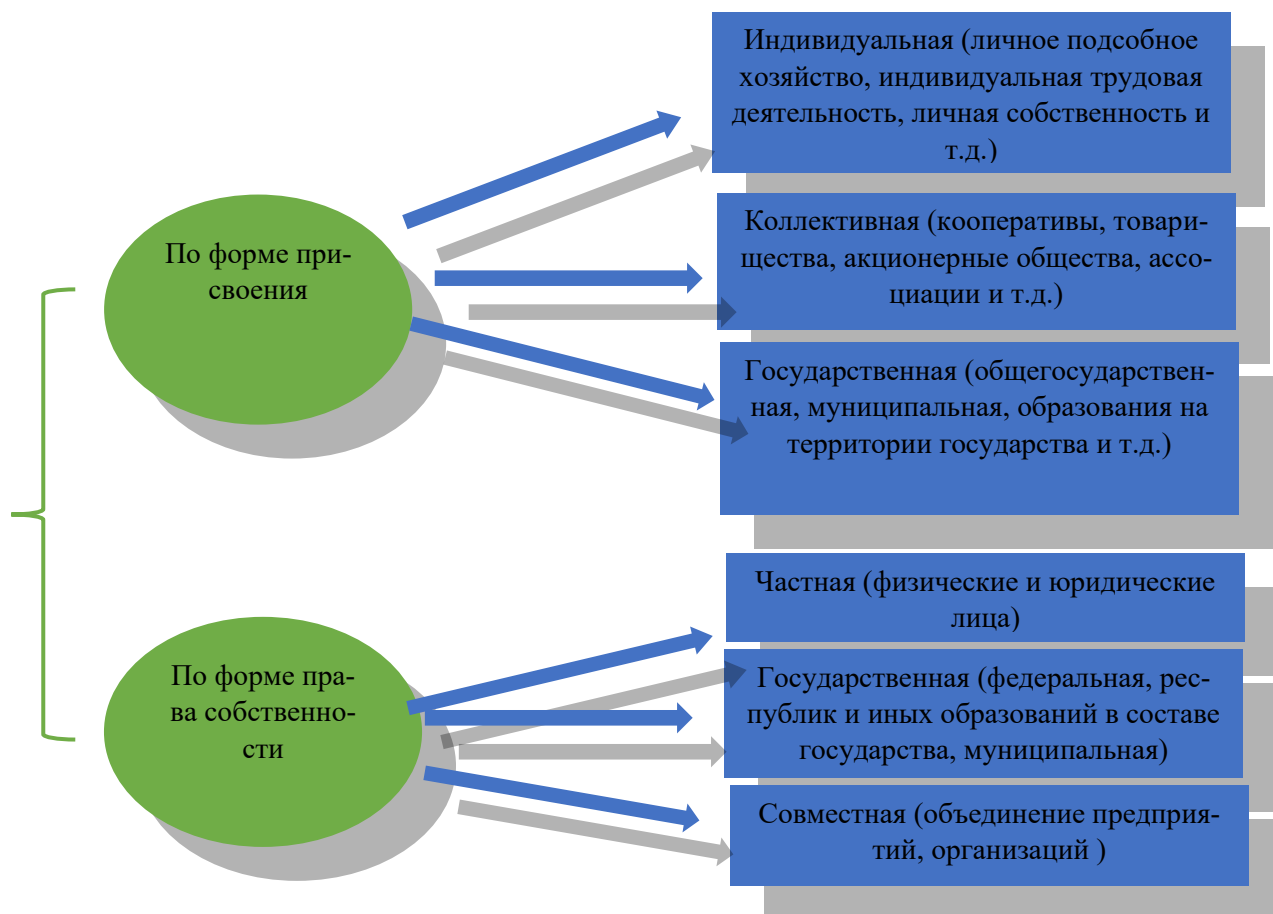 Индивидуальная (личное подсобное
хозяйство, индивидуальная трудовая
деятельность, личная собственность и
т.д.)
По форме при-
своения
Коллективная (кооперативы, товари-
щества, акционерные общества, ассо-
циации и т.д.)
Государственная (общегосударствен-
ная, муниципальная, образования на
территории государства и т.д.)
Частная (физические и юридические
лица)
По форме пра-
ва собственно-
сти
Государственная (федеральная, рес-
публик и иных образований в составе
государства, муниципальная)
Совместная (объединение предприя-
тий, организаций )